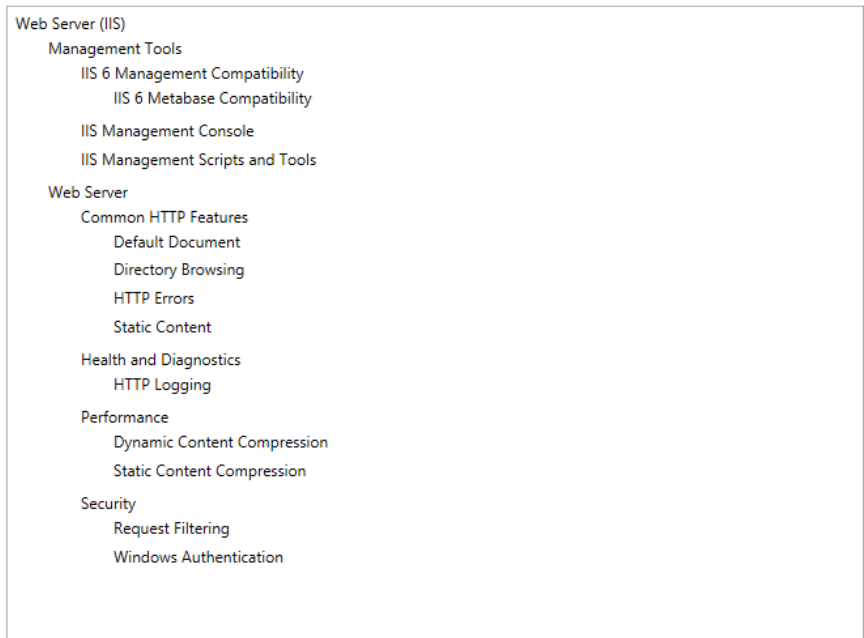 Web Server (IIS)
Management Tools
IIS 6 Management Compatibility
IIS 6 Metabase Compatibility
IIS Management Console
IIS Management Scripts and Tools
Web Server
Common HTTP Features
Default Document
Directory Browsing
HTTP Errors
Static Content
Health and Diagnostics
HTTP Logging
Performance
Dynamic Content Compression
Static Content Compression
Security
Request Filtering
Windows Authentication